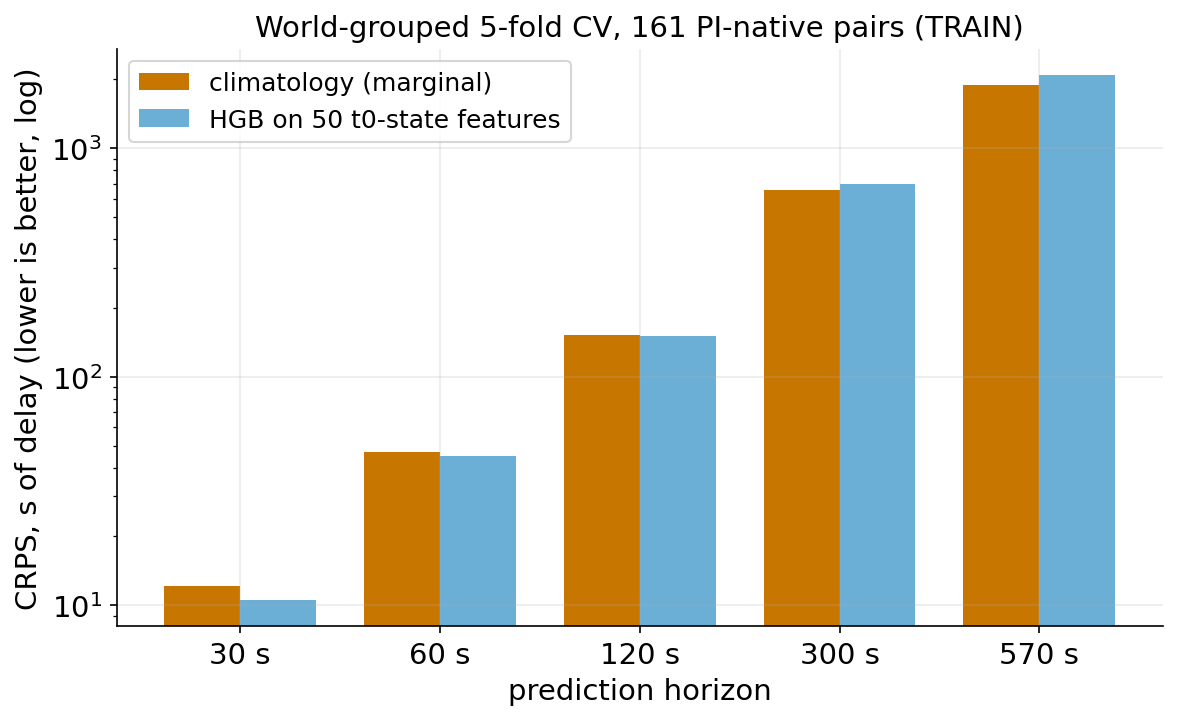 World-grouped 5-fold CV, 161 PI-native pairs (TRAIN)
climatology (marginal)
HGB on 50 t0-state features
CRPS, s of delay (lower is better, log)
10³
10²
10¹
30 s
60 s
120 s
300 s
570 s
prediction horizon